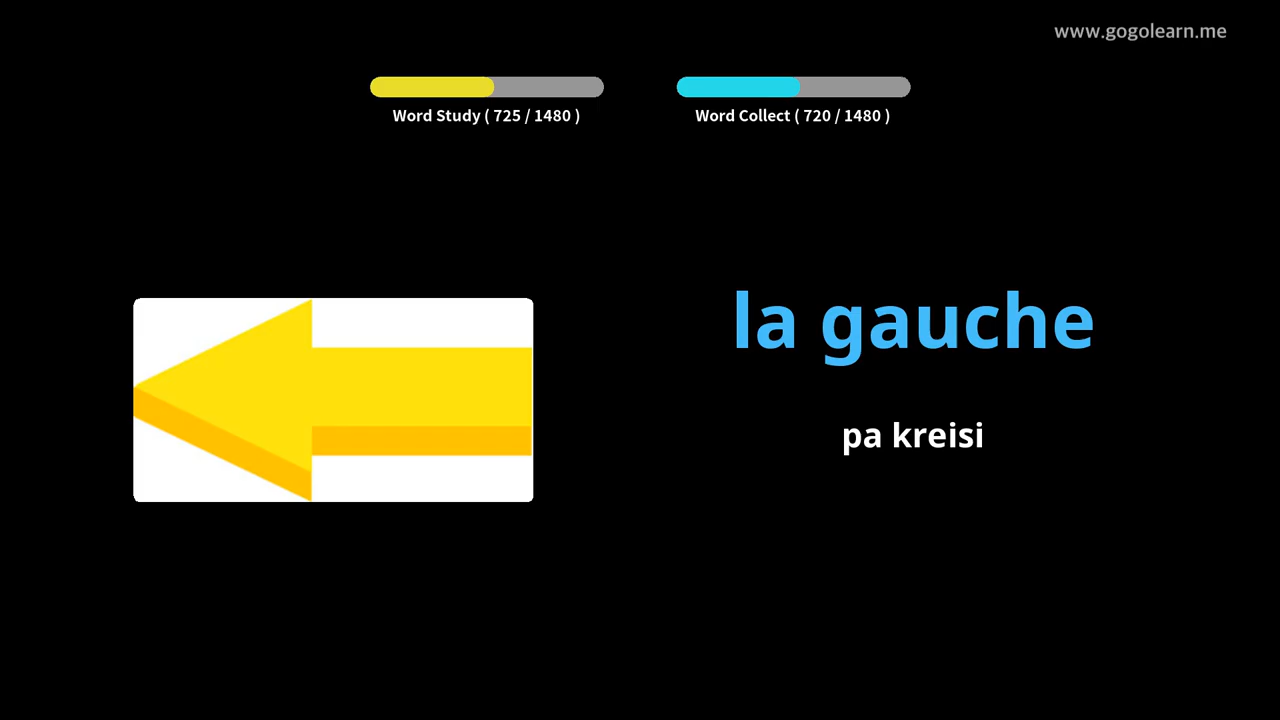 www.gogolearn.me
Word Study ( 725 / 1480 )
Word Collect ( 720 / 1480 )
la gauche
pa kreisi